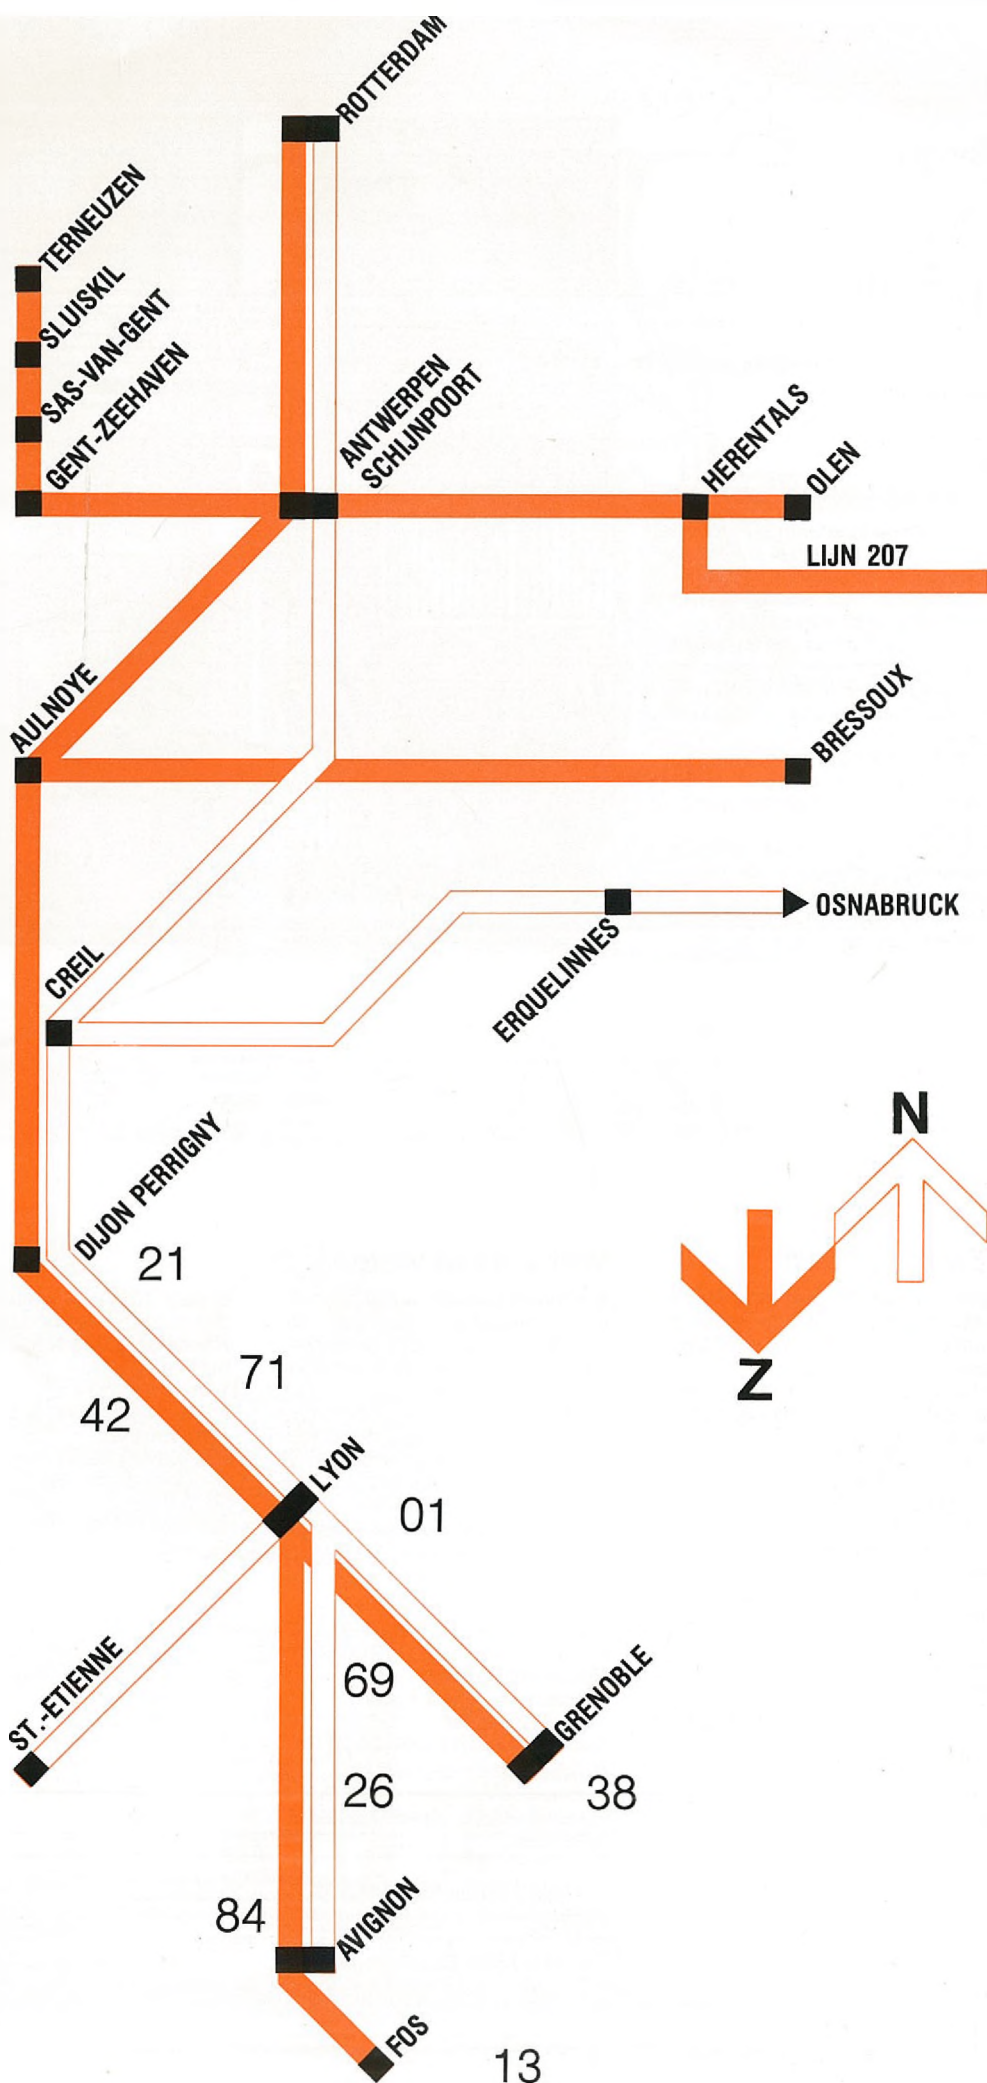 ROTTERDAM
TERNEUZEN
SLUISKIL
SAS-VAN-GENT
GENT-ZEEHAVEN
ANTWERPEN
SCHIJNPOORT
HERENTALS
OLEN
LIJN 207
AULNOYE
BRESSOUX
OSNABRUCK
ERQUELINNES
CREIL
N
DIJON PERRIGNY
21
Z
71
42
LYON
01
ST.-ETIENNE
69
GRENOBLE
26
38
84
AVIGNON
FOS
13